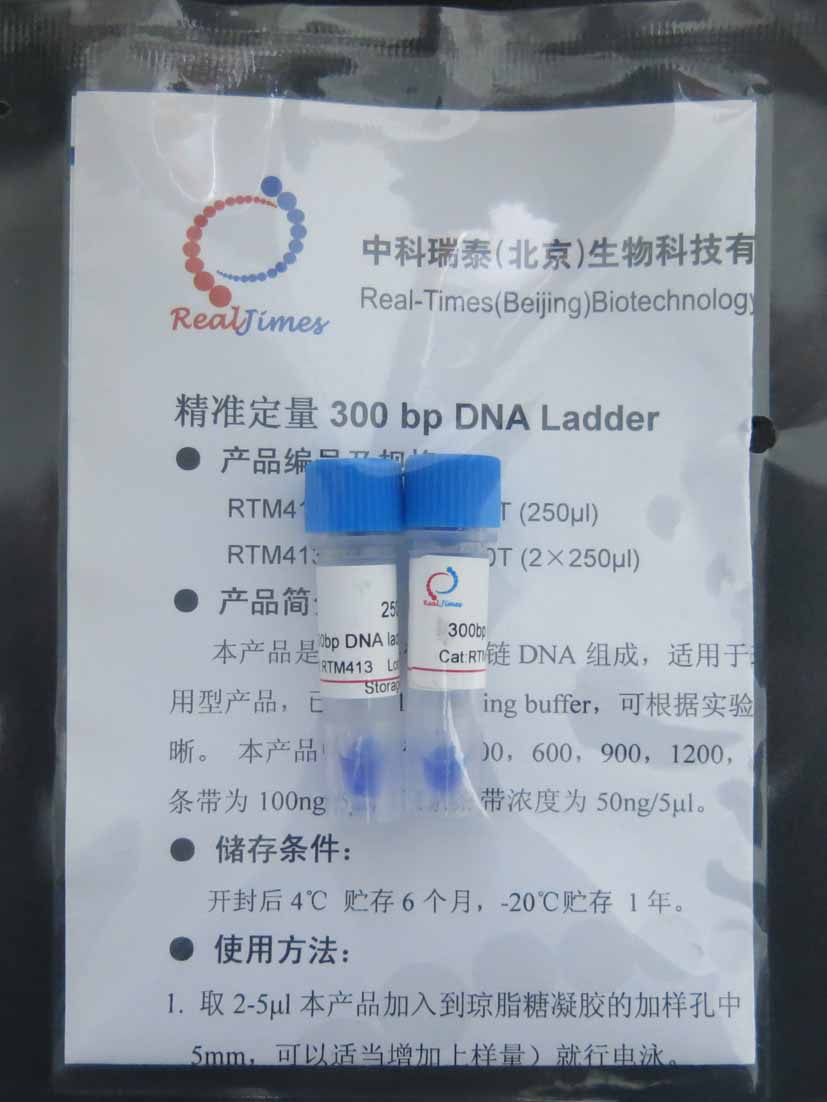 RealTimes
中科瑞泰(北京)生物科技有
Real-Times(Beijing)Biotechnology
精准定量 300 bp DNA Ladder
● 产品编号及规格
RTM41 T (250μl)
RTM413 0T (2×250μl)
● 产品简
本产品是 链 DNA 组成，适用于
用型产品，已 ing buffer，可根据实验
晰。 本产品 00，600，900，1200，
条带为 100ng 带浓度为 50ng/5μl。
● 储存条件：
开封后 4℃ 贮存 6 个月，-20℃贮存 1 年。
● 使用方法：
1. 取 2-5μl 本产品加入到琼脂糖凝胶的加样孔中
5mm，可以适当增加上样量）就行电泳。
250
00bp DNA lad
RTM413 Lo
Storag
RealTimes
300bp
Cat:RTM